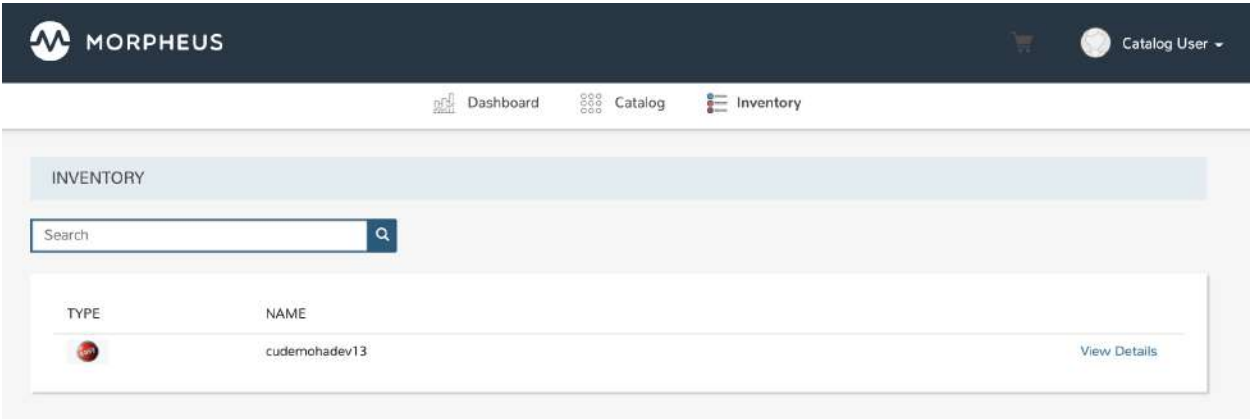 MORPHEUS
Catalog User
Dashboard Catalog Inventory
INVENTORY
Search
TYPE NAME
cudemohadev13 View Details